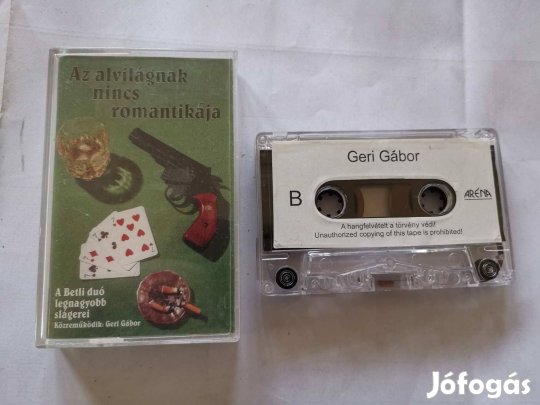 Az alvilágnak
nincs
romantikája
A Betli duó
legnagyobb
slágerei
Közreműködik: Geri Gábor
Geri Gábor
B
ARÉNA
A hangfelvételt a törvény védi!
Unauthorized copying of this tape is prohibited!
Jófogás